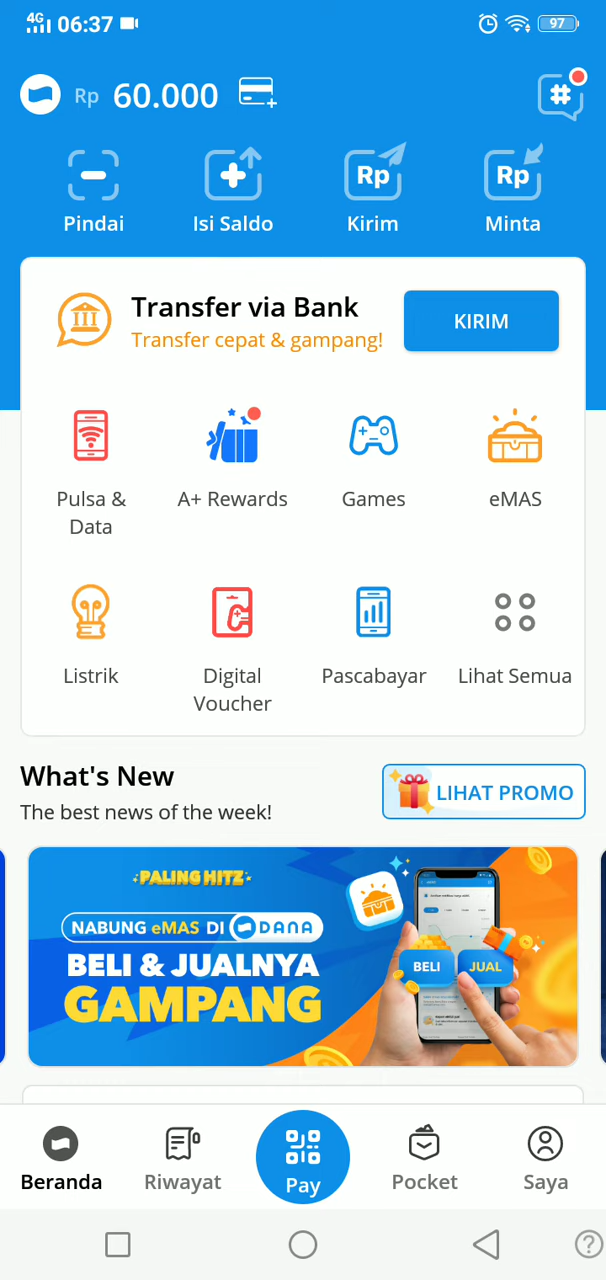 4G 06:37 97
Rp 60.000
#
Pindai Isi Saldo Rp Kirim Rp Minta
Transfer via Bank
Transfer cepat & gampang!
KIRIM
Pulsa & Data
A+ Rewards
Games
eMAS
Listrik
Digital Voucher
Pascabayar
Lihat Semua
What's New
The best news of the week!
LIHAT PROMO
PALING HITZ
NABUNG eMAS DI DANA
BELI & JUALNYA
GAMPANG
BELI JUAL
Beranda Riwayat Pay Pocket Saya
?